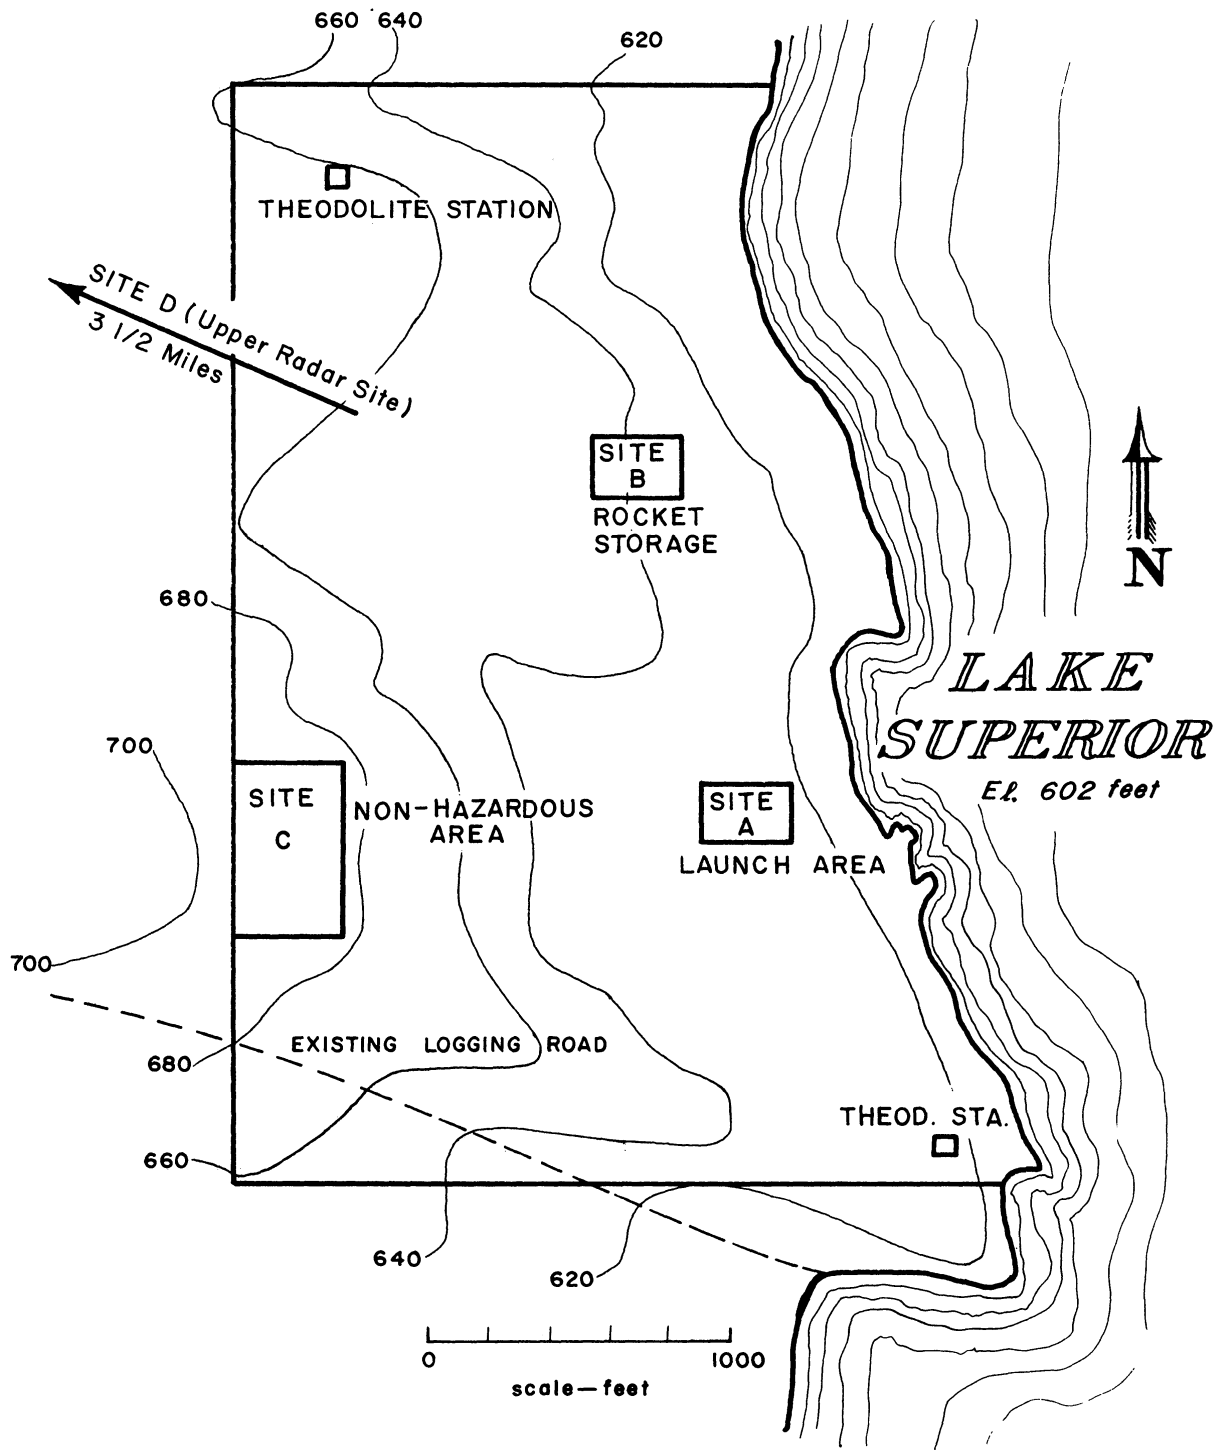 660 640
620
THEODOLITE STATION
SITE D (Upper Radar Site)
3 1/2 Miles
SITE
B
ROCKET
STORAGE
N
680
LAKE
SUPERIOR
El. 602 feet
700
SITE
C
NON-HAZARDOUS
AREA
SITE
A
LAUNCH AREA
700
EXISTING LOGGING ROAD
680
THEOD. STA.
660
640
620
0 1000
scale—feet